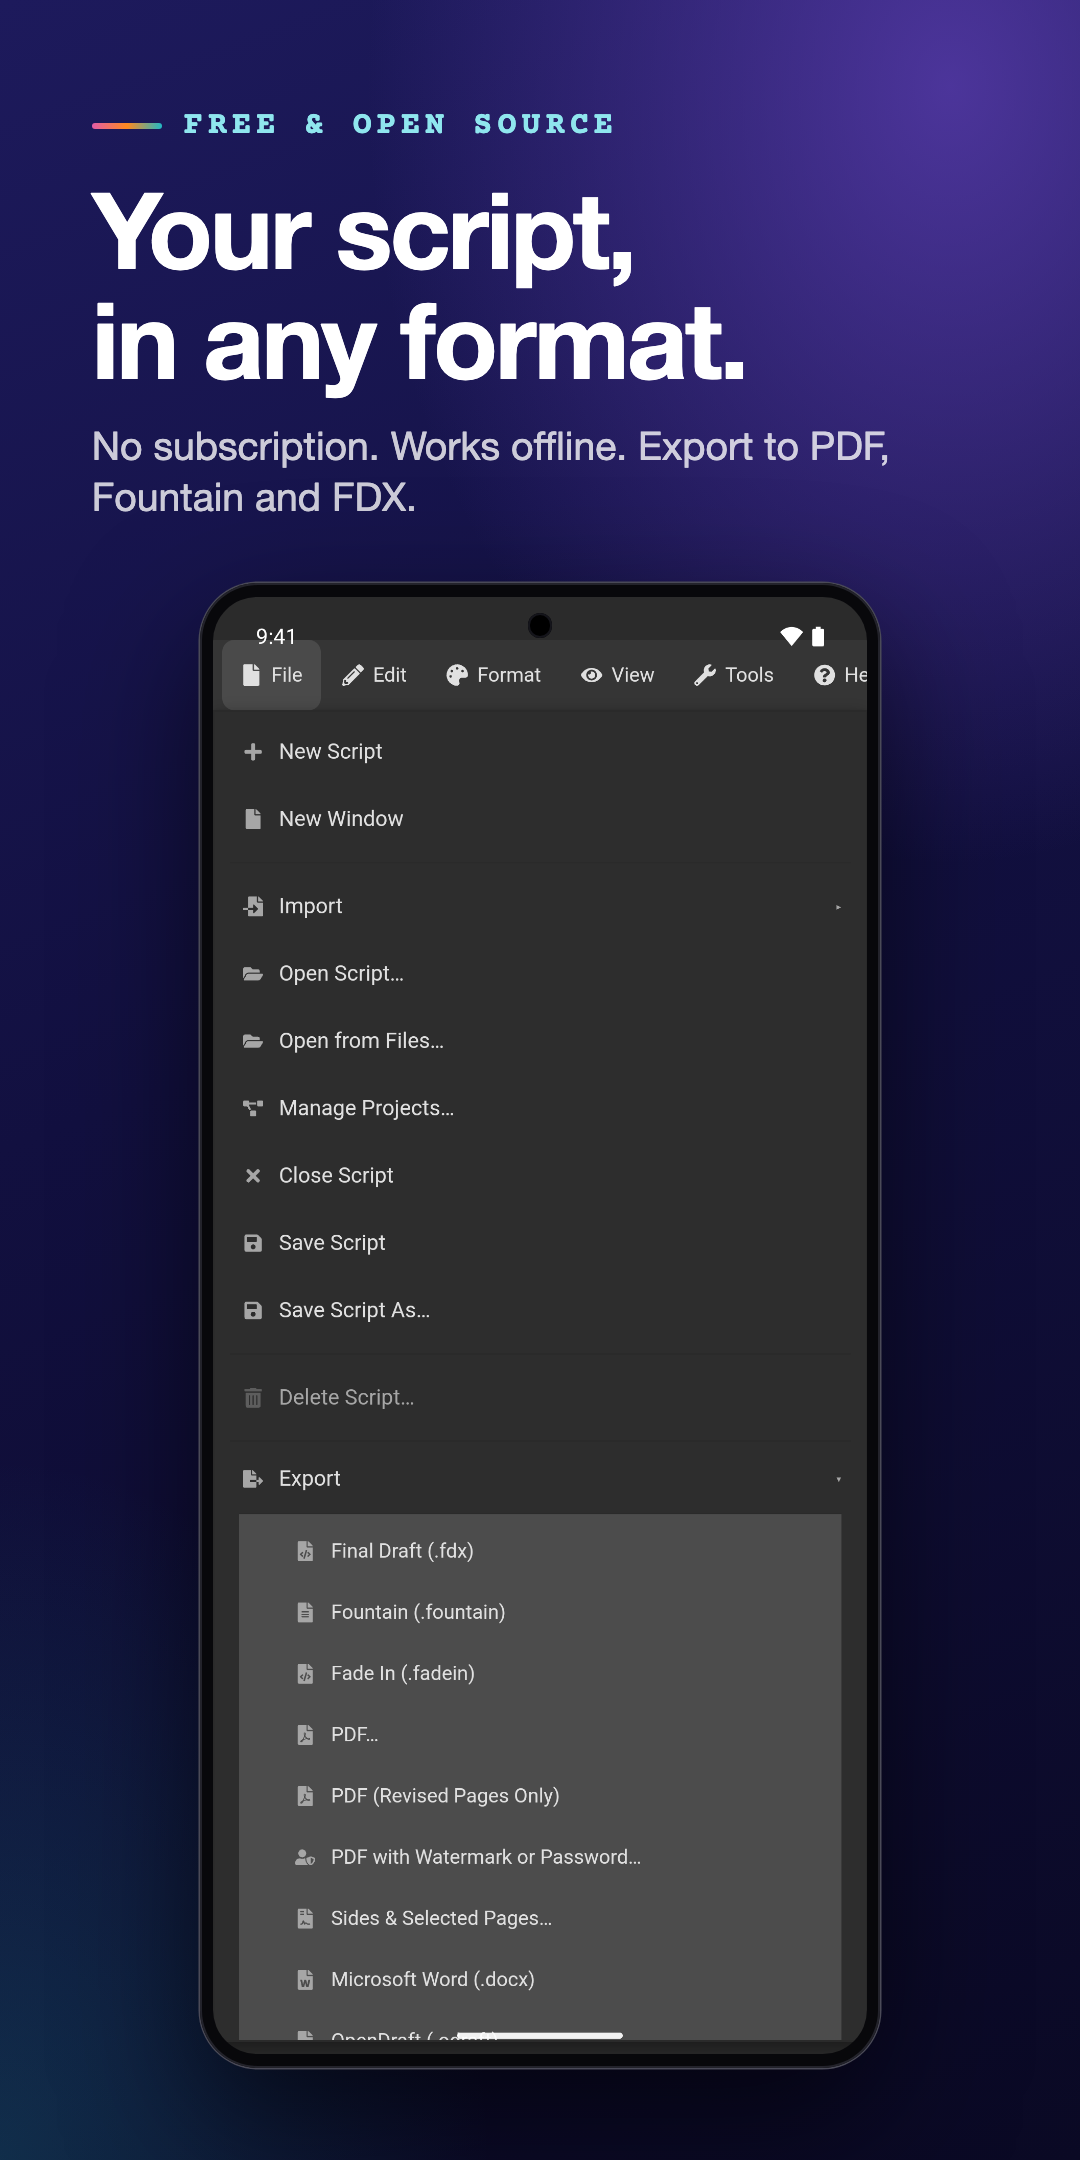 FREE & OPEN SOURCE
Your script,
in any format.
No subscription. Works offline. Export to PDF,
Fountain and FDX.
9:41
File Edit Format View Tools He
New Script
New Window
Import
Open Script...
Open from Files...
Manage Projects...
Close Script
Save Script
Save Script As...
Delete Script...
Export
Final Draft (.fdx)
Fountain (.fountain)
Fade In (.fadein)
PDF...
PDF (Revised Pages Only)
PDF with Watermark or Password...
Sides & Selected Pages...
Microsoft Word (.docx)
OpenDraft